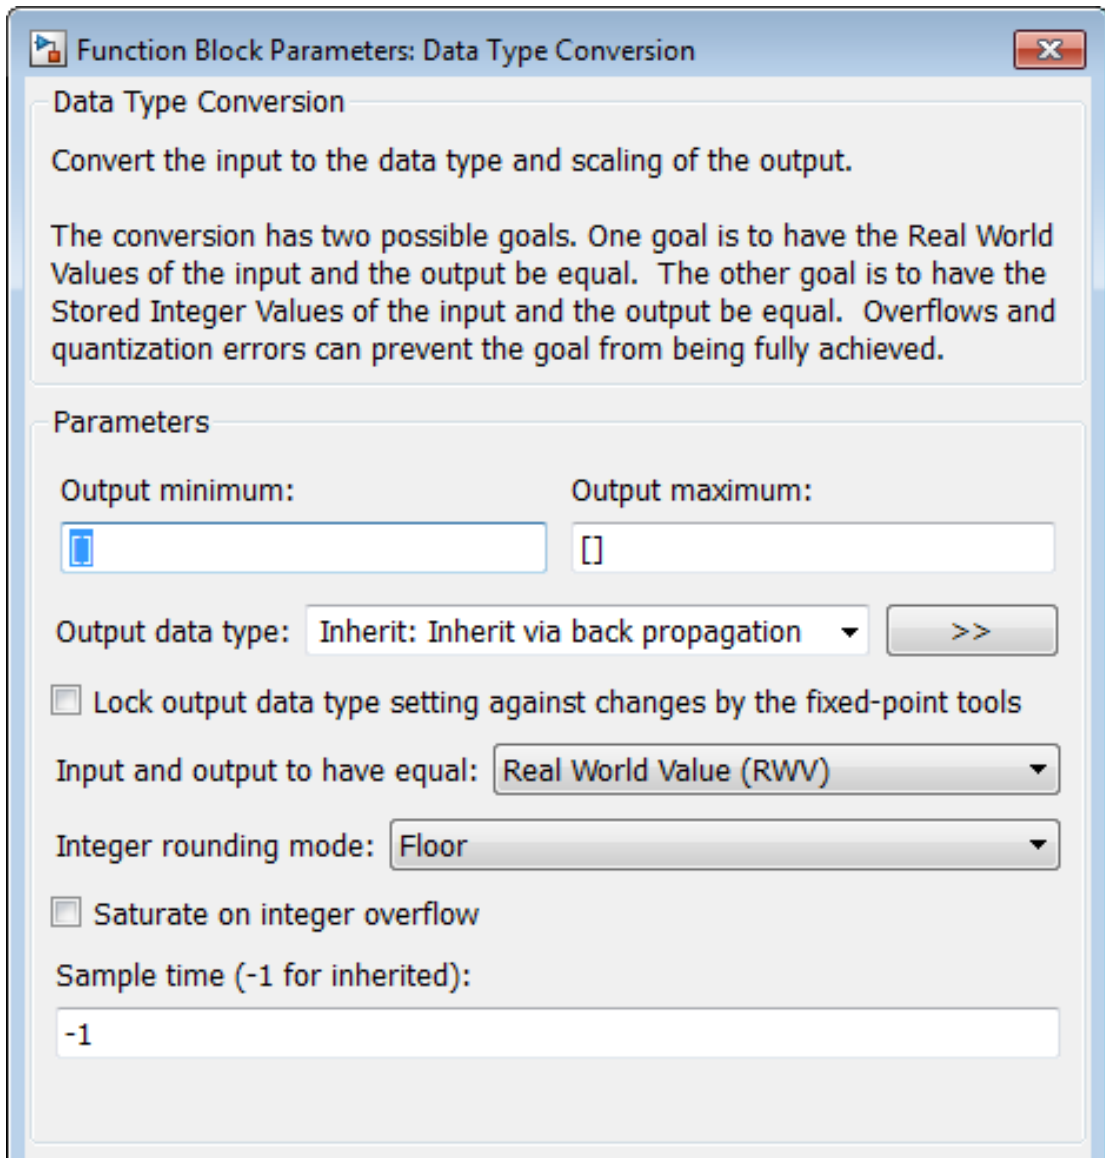 Function Block Parameters: Data Type Conversion
Data Type Conversion
Convert the input to the data type and scaling of the output.
The conversion has two possible goals. One goal is to have the Real World
Values of the input and the output be equal.  The other goal is to have the
Stored Integer Values of the input and the output be equal.  Overflows and
quantization errors can prevent the goal from being fully achieved.
Parameters
Output minimum: Output maximum:
[] []
Output data type: Inherit: Inherit via back propagation >>
Lock output data type setting against changes by the fixed-point tools
Input and output to have equal: Real World Value (RWV)
Integer rounding mode: Floor
Saturate on integer overflow
Sample time (-1 for inherited):
-1